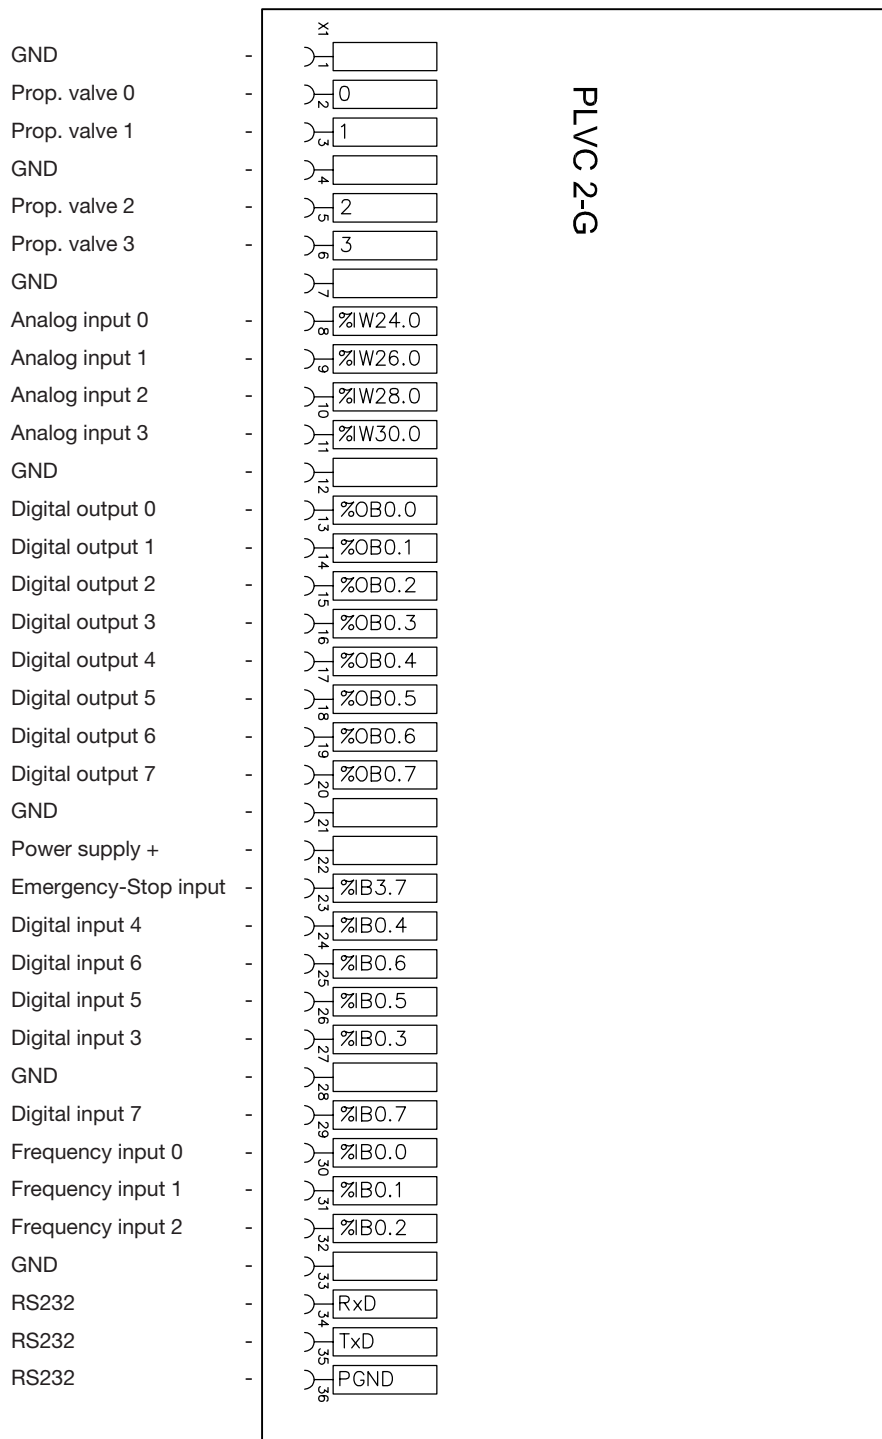 X1
GND - 1
Prop. valve 0 - 2 0
Prop. valve 1 - 3 1
GND - 4
Prop. valve 2 - 5 2
Prop. valve 3 - 6 3
GND - 7
Analog input 0 - 8 %IW24.0
Analog input 1 - 9 %IW26.0
Analog input 2 - 10 %IW28.0
Analog input 3 - 11 %IW30.0
GND - 12
Digital output 0 - 13 %OB0.0
Digital output 1 - 14 %OB0.1
Digital output 2 - 15 %OB0.2
Digital output 3 - 16 %OB0.3
Digital output 4 - 17 %OB0.4
Digital output 5 - 18 %OB0.5
Digital output 6 - 19 %OB0.6
Digital output 7 - 20 %OB0.7
GND - 21
Power supply + - 22
Emergency-Stop input - 23 %IB3.7
Digital input 4 - 24 %IB0.4
Digital input 6 - 25 %IB0.6
Digital input 5 - 26 %IB0.5
Digital input 3 - 27 %IB0.3
GND - 28
Digital input 7 - 29 %IB0.7
Frequency input 0 - 30 %IB0.0
Frequency input 1 - 31 %IB0.1
Frequency input 2 - 32 %IB0.2
GND - 33
RS232 - 34 RxD
RS232 - 35 TxD
RS232 - 36 PGND
PLVC 2-G